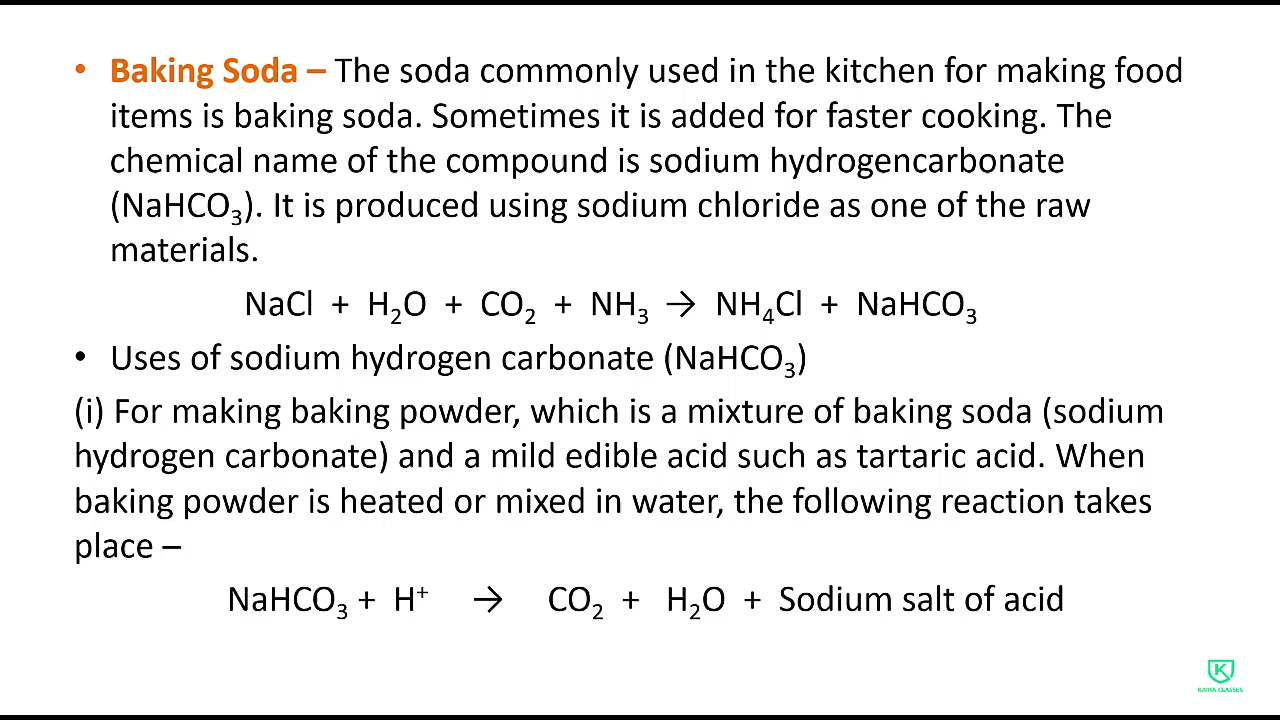 • Baking Soda – The soda commonly used in the kitchen for making food
items is baking soda. Sometimes it is added for faster cooking. The
chemical name of the compound is sodium hydrogencarbonate
(NaHCO₃). It is produced using sodium chloride as one of the raw
materials.
NaCl + H₂O + CO₂ + NH₃ → NH₄Cl + NaHCO₃
• Uses of sodium hydrogen carbonate (NaHCO₃)
(i) For making baking powder, which is a mixture of baking soda (sodium
hydrogen carbonate) and a mild edible acid such as tartaric acid. When
baking powder is heated or mixed in water, the following reaction takes
place –
NaHCO₃ + H⁺ → CO₂ + H₂O + Sodium salt of acid
K
KAIRA CLASSES